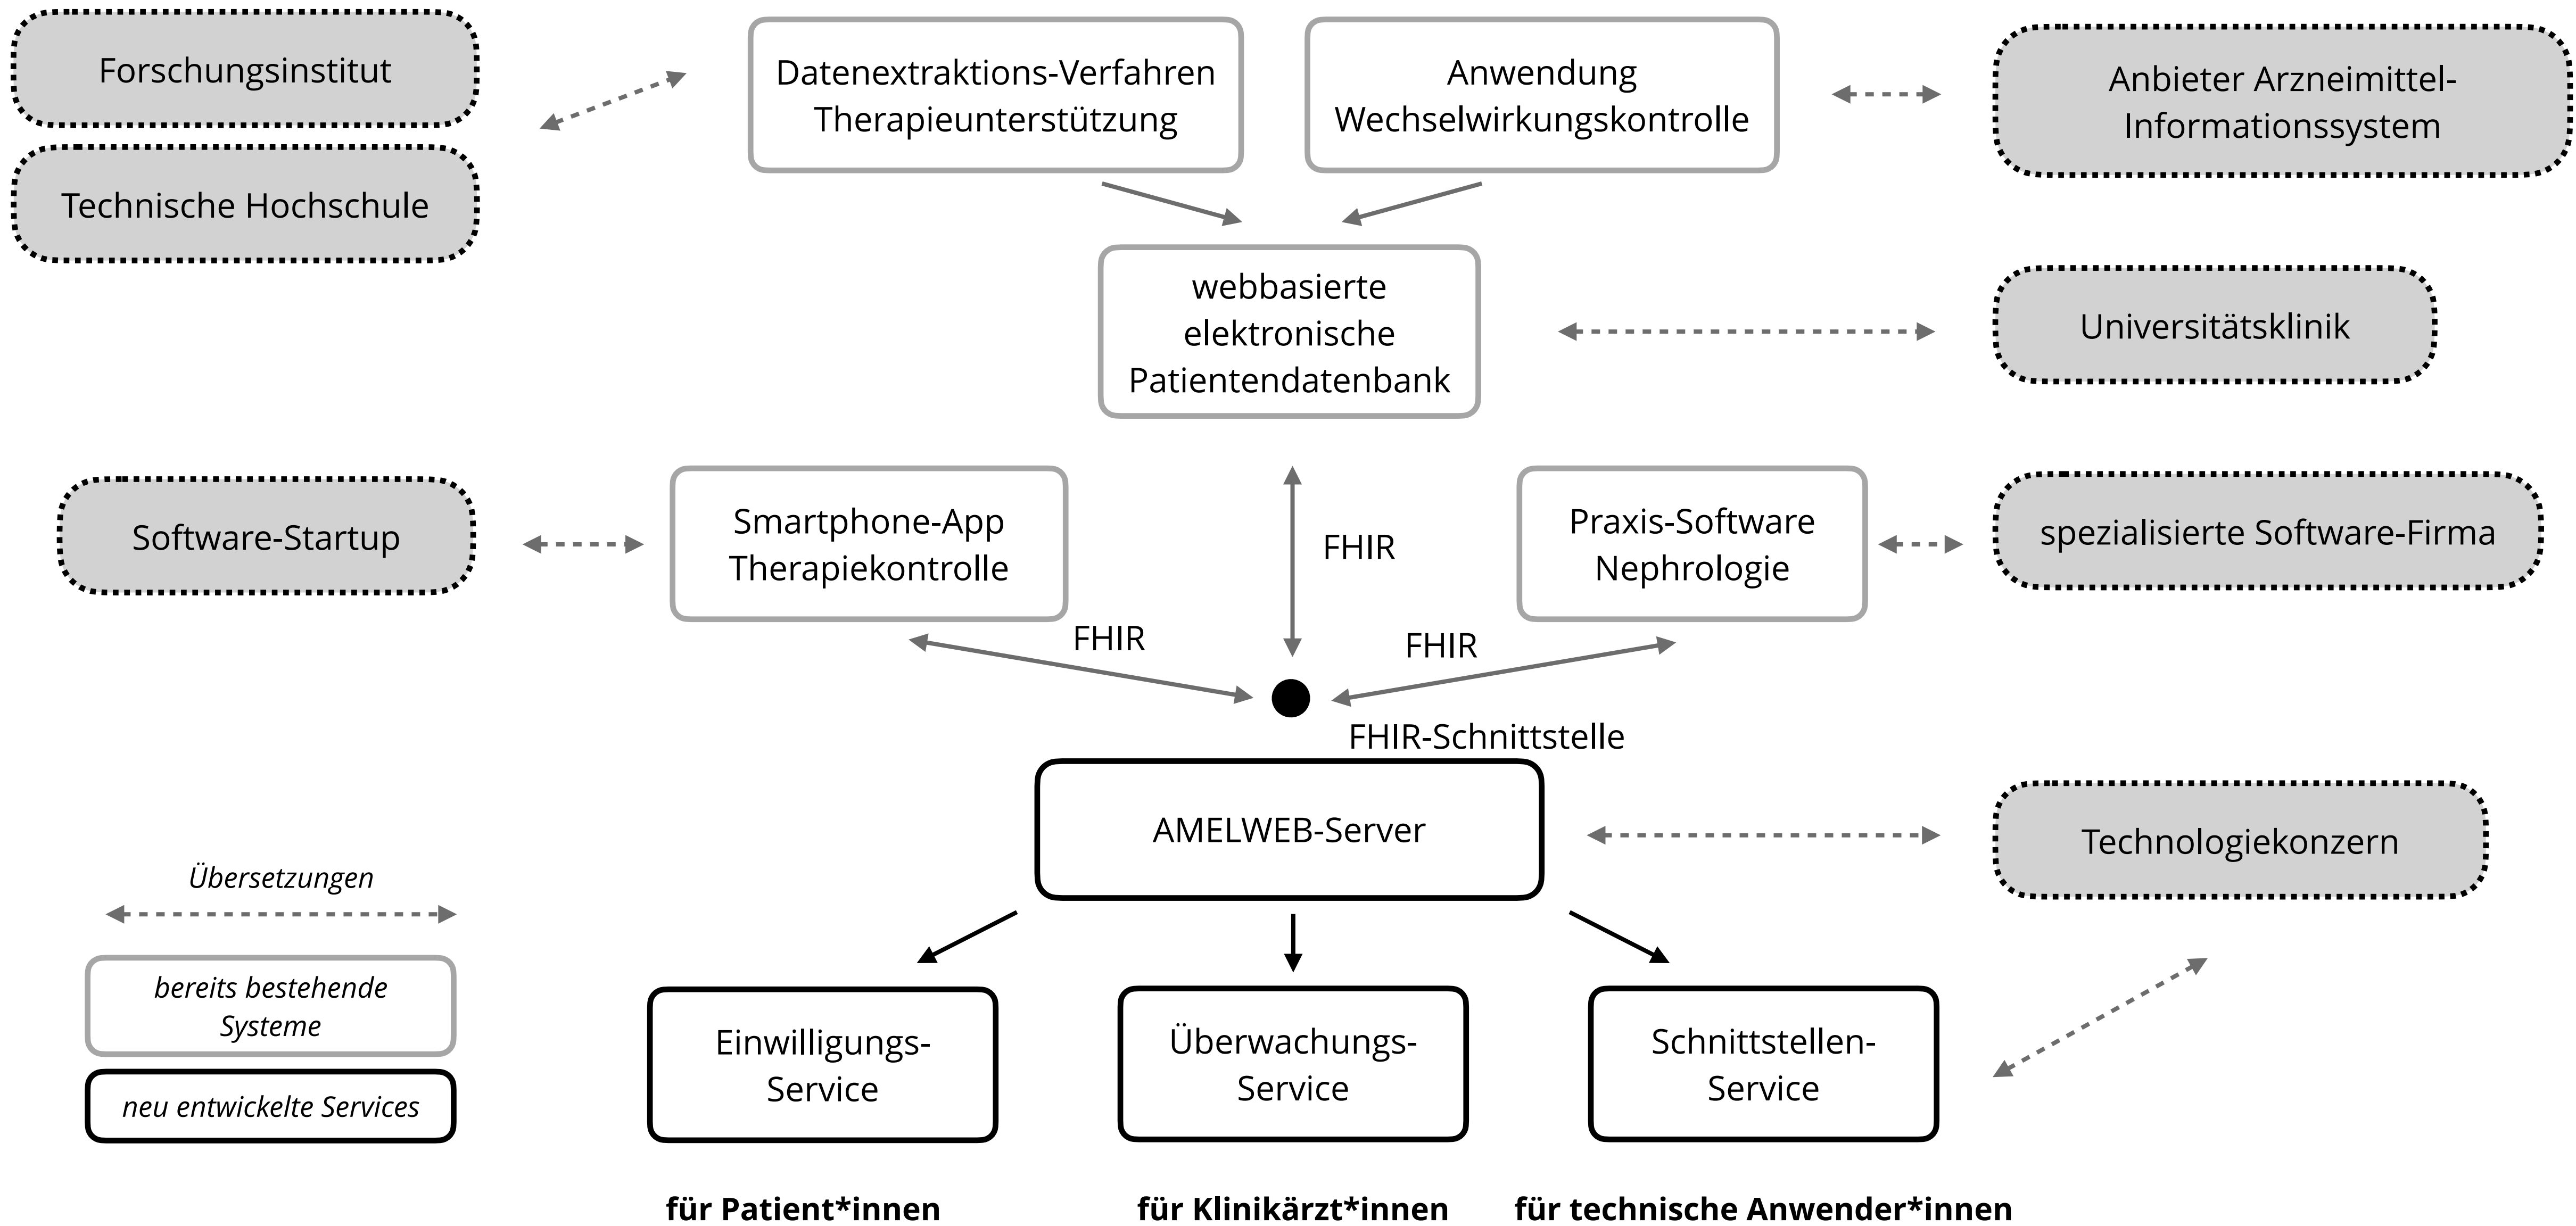 Forschungsinstitut
Technische Hochschule
Datenextraktions-Verfahren
Therapieunterstützung
Anwendung
Wechselwirkungskontrolle
Anbieter Arzneimittel-
Informationssystem
webbasierte
elektronische
Patientendatenbank
Universitätsklinik
Software-Startup
Smartphone-App
Therapiekontrolle
FHIR
Praxis-Software
Nephrologie
spezialisierte Software-Firma
FHIR
FHIR
FHIR-Schnittstelle
AMELWEB-Server
Technologiekonzern
Übersetzungen
bereits bestehende
Systeme
neu entwickelte Services
Einwilligungs-
Service
Überwachungs-
Service
Schnittstellen-
Service
für Patient*innen
für Klinikärzt*innen
für technische Anwender*innen